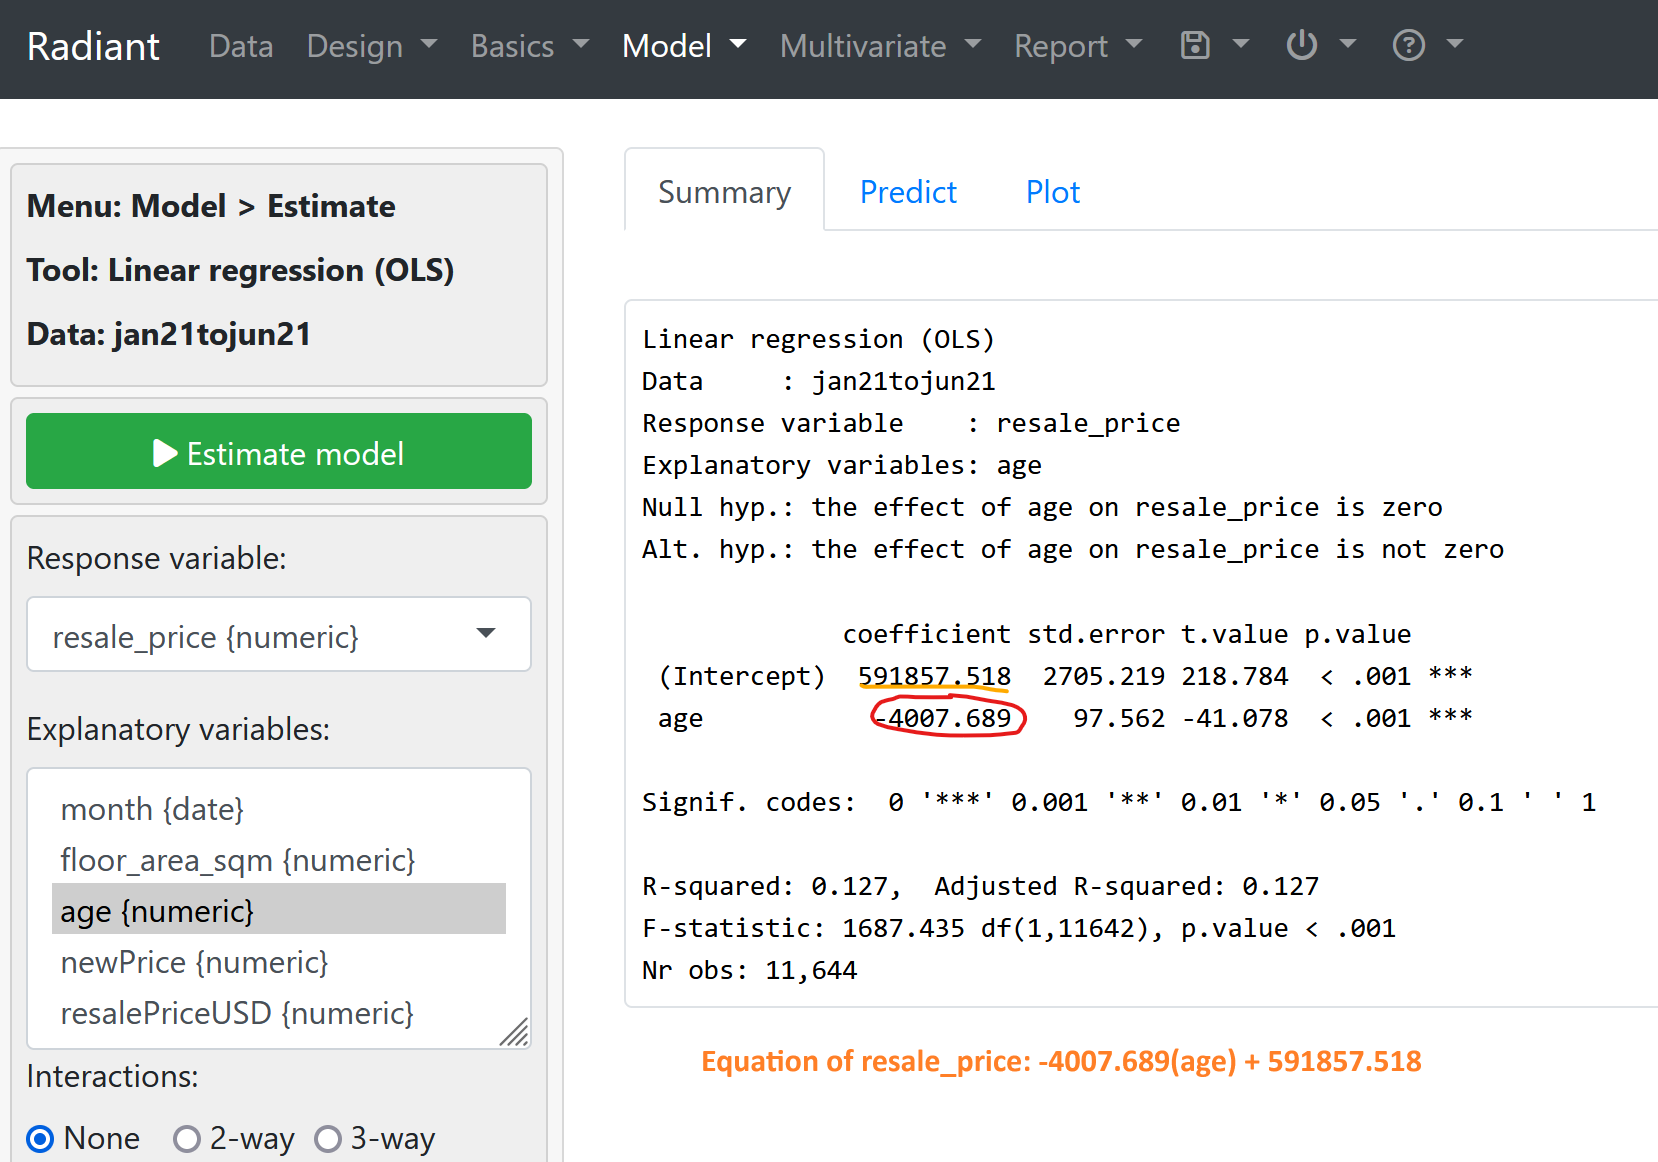 Radiant Data Design Basics Model Multivariate Report
Menu: Model > Estimate
Tool: Linear regression (OLS)
Data: jan21tojun21
Estimate model
Response variable:
resale_price {numeric}
Explanatory variables:
month {date}
floor_area_sqm {numeric}
age {numeric}
newPrice {numeric}
resalePriceUSD {numeric}
Interactions:
None 2-way 3-way
Summary Predict Plot
Linear regression (OLS)
Data     : jan21tojun21
Response variable    : resale_price
Explanatory variables: age
Null hyp.: the effect of age on resale_price is zero
Alt. hyp.: the effect of age on resale_price is not zero
coefficient std.error t.value p.value
(Intercept)  591857.518  2705.219 218.784  < .001 ***
age           -4007.689    97.562 -41.078  < .001 ***
Signif. codes:  0 '***' 0.001 '**' 0.01 '*' 0.05 '.' 0.1 ' ' 1
R-squared: 0.127,  Adjusted R-squared: 0.127
F-statistic: 1687.435 df(1,11642), p.value < .001
Nr obs: 11,644
Equation of resale_price: -4007.689(age) + 591857.518